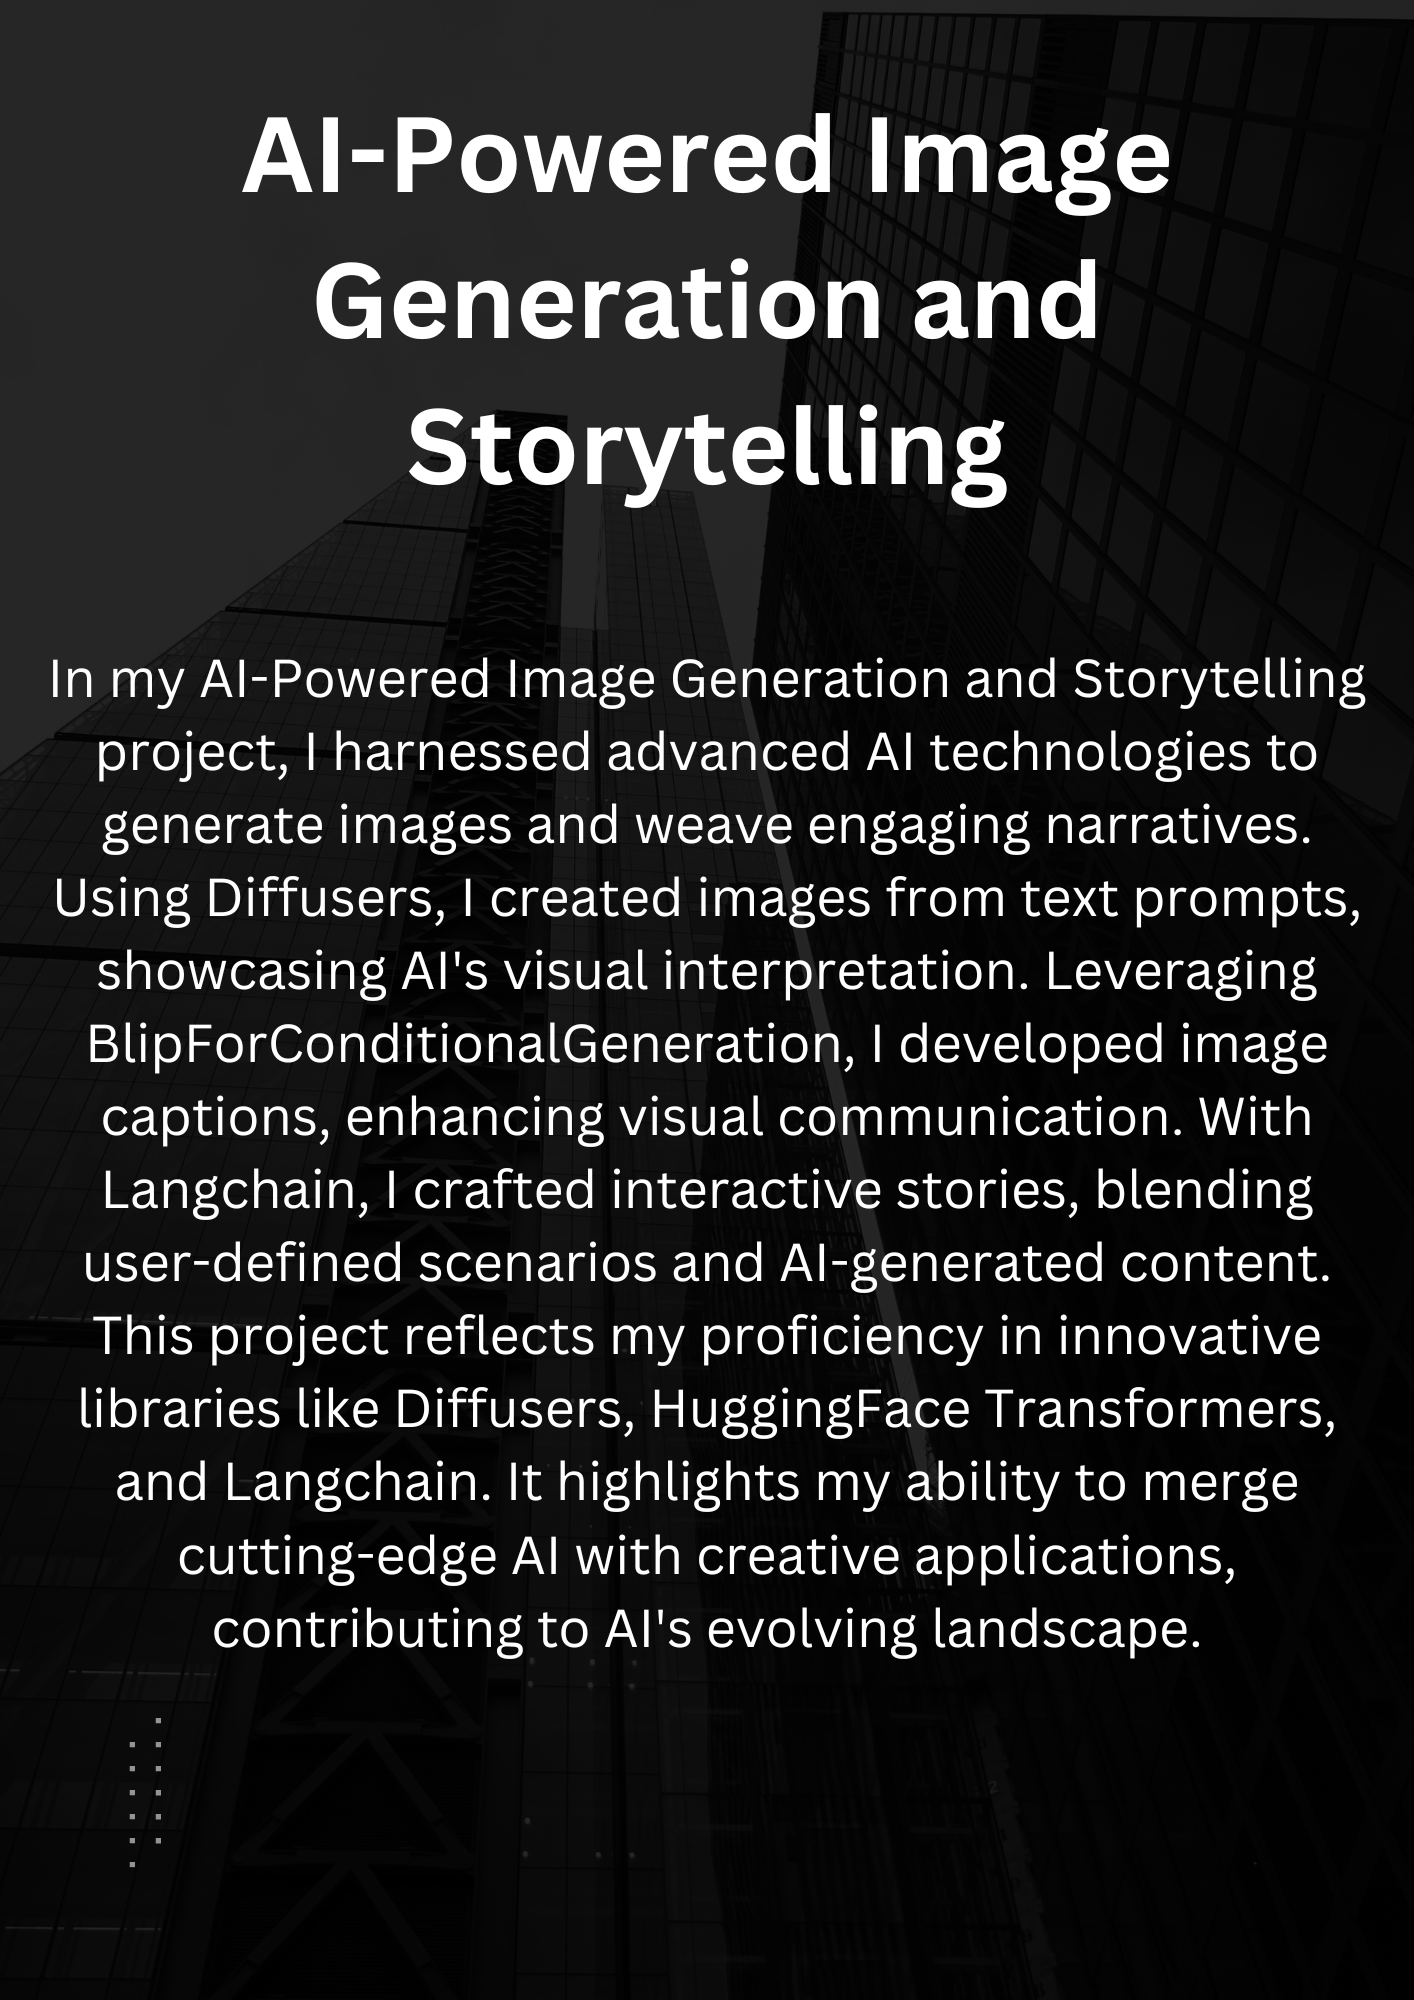 AI-Powered Image
Generation and
Storytelling
In my AI-Powered Image Generation and Storytelling
project, I harnessed advanced AI technologies to
generate images and weave engaging narratives.
Using Diffusers, I created images from text prompts,
showcasing AI's visual interpretation. Leveraging
BlipForConditionalGeneration, I developed image
captions, enhancing visual communication. With
Langchain, I crafted interactive stories, blending
user-defined scenarios and AI-generated content.
This project reflects my proficiency in innovative
libraries like Diffusers, HuggingFace Transformers,
and Langchain. It highlights my ability to merge
cutting-edge AI with creative applications,
contributing to AI's evolving landscape.